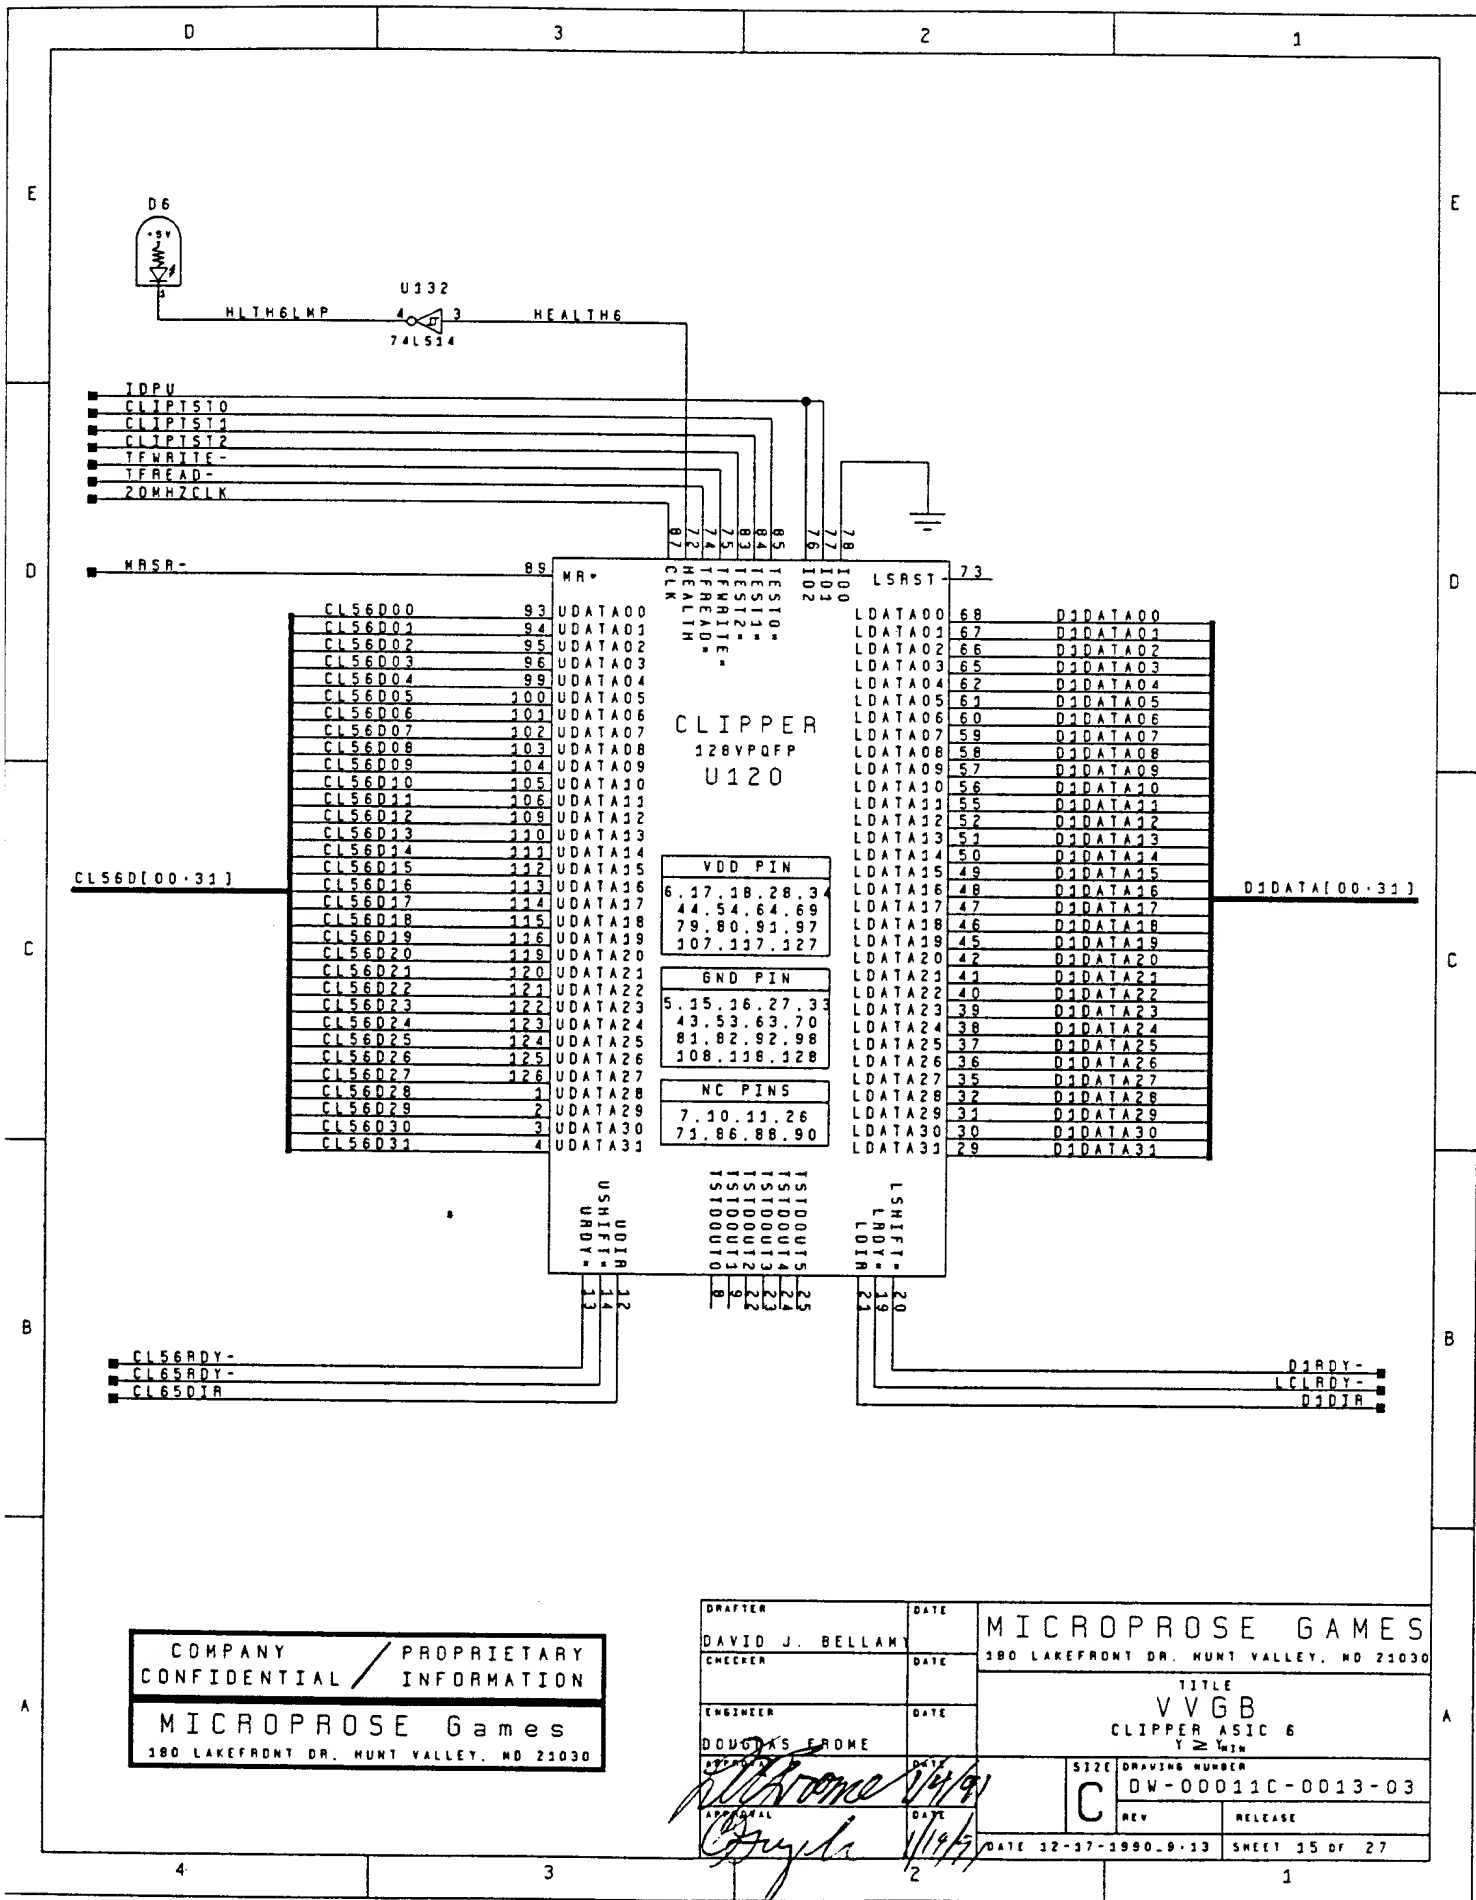 D 3 2 1
E E
D6
+5V
1
U132
HLTH6LMP 4 3 HEALTH6
74LS14
IDPU
CLIPTST0
CLIPTST1
CLIPTST2
TFWRITE-
TFREAD-
20MHZCLK
87 72 74 75 83 84 85 76 77 78
CLK HEALTH TFREAD* TFWRITE* TEST2* TEST1* TEST0* ID2 ID1 ID0
D D
MRSR- 89 MR* LSRST 73
CL56D00 93 UDATA00 LDATA00 68 D1DATA00
CL56D01 94 UDATA01 LDATA01 67 D1DATA01
CL56D02 95 UDATA02 LDATA02 66 D1DATA02
CL56D03 96 UDATA03 LDATA03 65 D1DATA03
CL56D04 99 UDATA04 LDATA04 62 D1DATA04
CL56D05 100 UDATA05 LDATA05 61 D1DATA05
CL56D06 101 UDATA06 LDATA06 60 D1DATA06
CL56D07 102 UDATA07 LDATA07 59 D1DATA07
CL56D08 103 UDATA08 LDATA08 58 D1DATA08
CL56D09 104 UDATA09 LDATA09 57 D1DATA09
CL56D10 105 UDATA10 LDATA10 56 D1DATA10
CL56D11 106 UDATA11 LDATA11 55 D1DATA11
CL56D12 109 UDATA12 LDATA12 52 D1DATA12
CL56D13 110 UDATA13 LDATA13 51 D1DATA13
CL56D14 111 UDATA14 LDATA14 50 D1DATA14
CL56D15 112 UDATA15 LDATA15 49 D1DATA15
CL56D16 113 UDATA16 LDATA16 48 D1DATA16
CL56D17 114 UDATA17 LDATA17 47 D1DATA17
CL56D18 115 UDATA18 LDATA18 46 D1DATA18
CL56D19 116 UDATA19 LDATA19 45 D1DATA19
CL56D20 119 UDATA20 LDATA20 42 D1DATA20
CL56D21 120 UDATA21 LDATA21 41 D1DATA21
CL56D22 121 UDATA22 LDATA22 40 D1DATA22
CL56D23 122 UDATA23 LDATA23 39 D1DATA23
CL56D24 123 UDATA24 LDATA24 38 D1DATA24
CL56D25 124 UDATA25 LDATA25 37 D1DATA25
CL56D26 125 UDATA26 LDATA26 36 D1DATA26
CL56D27 126 UDATA27 LDATA27 35 D1DATA27
CL56D28 1 UDATA28 LDATA28 32 D1DATA28
CL56D29 2 UDATA29 LDATA29 31 D1DATA29
CL56D30 3 UDATA30 LDATA30 30 D1DATA30
CL56D31 4 UDATA31 LDATA31 29 D1DATA31
CLIPPER
128VPQFP
U120
CL56D[00:31] D1DATA[00:31]
VDD PIN
6.17.18.28.34
44.54.64.69
79.80.91.97
107.117.127
GND PIN
5.15.16.27.33
43.53.63.70
81.82.92.98
108.118.128
NC PINS
7.10.11.26
71.86.88.90
C C
URDY* USHIFT* UDIR TSTDOUT0 TSTDOUT1 TSTDOUT2 TSTDOUT3 TSTDOUT4 TSTDOUT5 LDIR LRDY* LSHIFT*
13 14 12 8 9 22 23 24 25 21 19 20
B B
CL56RDY- D1RDY-
CL65RDY- LCLRDY-
CL65DIR D1DIR
COMPANY CONFIDENTIAL / PROPRIETARY INFORMATION
MICROPROSE Games
180 LAKEFRONT DR. HUNT VALLEY, MD 21030
A A
DRAFTER DATE
DAVID J. BELLAMY
CHECKER DATE
ENGINEER DATE
DOUGLAS FROME
APPROVAL DATE
APPROVAL DATE
MICROPROSE GAMES
180 LAKEFRONT DR. HUNT VALLEY, MD 21030
TITLE
VVGB
CLIPPER ASIC 6
Y ≥ YMIN
SIZE C
DRAWING NUMBER
DW-00011C-0013-03
REV RELEASE
DATE 12-17-1990.9:13 SHEET 15 OF 27
4 3 2 1